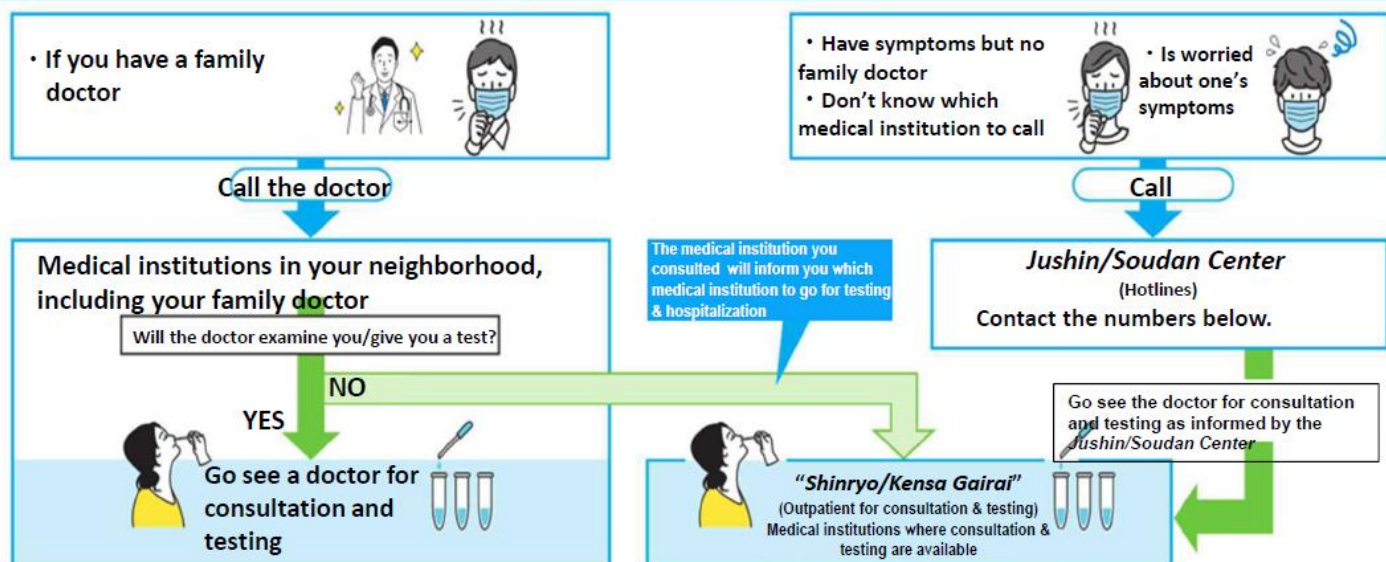 ・If you have a family
doctor
・Have symptoms but no
family doctor
・Don't know which
medical institution to call
・Is worried
about one's
symptoms
Call the doctor
Call
Medical institutions in your neighborhood,
including your family doctor
Will the doctor examine you/give you a test?
NO
YES
Go see a doctor for
consultation and
testing
The medical institution you
consulted will inform you which
medical institution to go for testing
& hospitalization
Jushin/Soudan Center
(Hotlines)
Contact the numbers below.
Go see the doctor for consultation
and testing as informed by the
Jushin/Soudan Center
"Shinryo/Kensa Gairai"
(Outpatient for consultation & testing)
Medical institutions where consultation &
testing are available